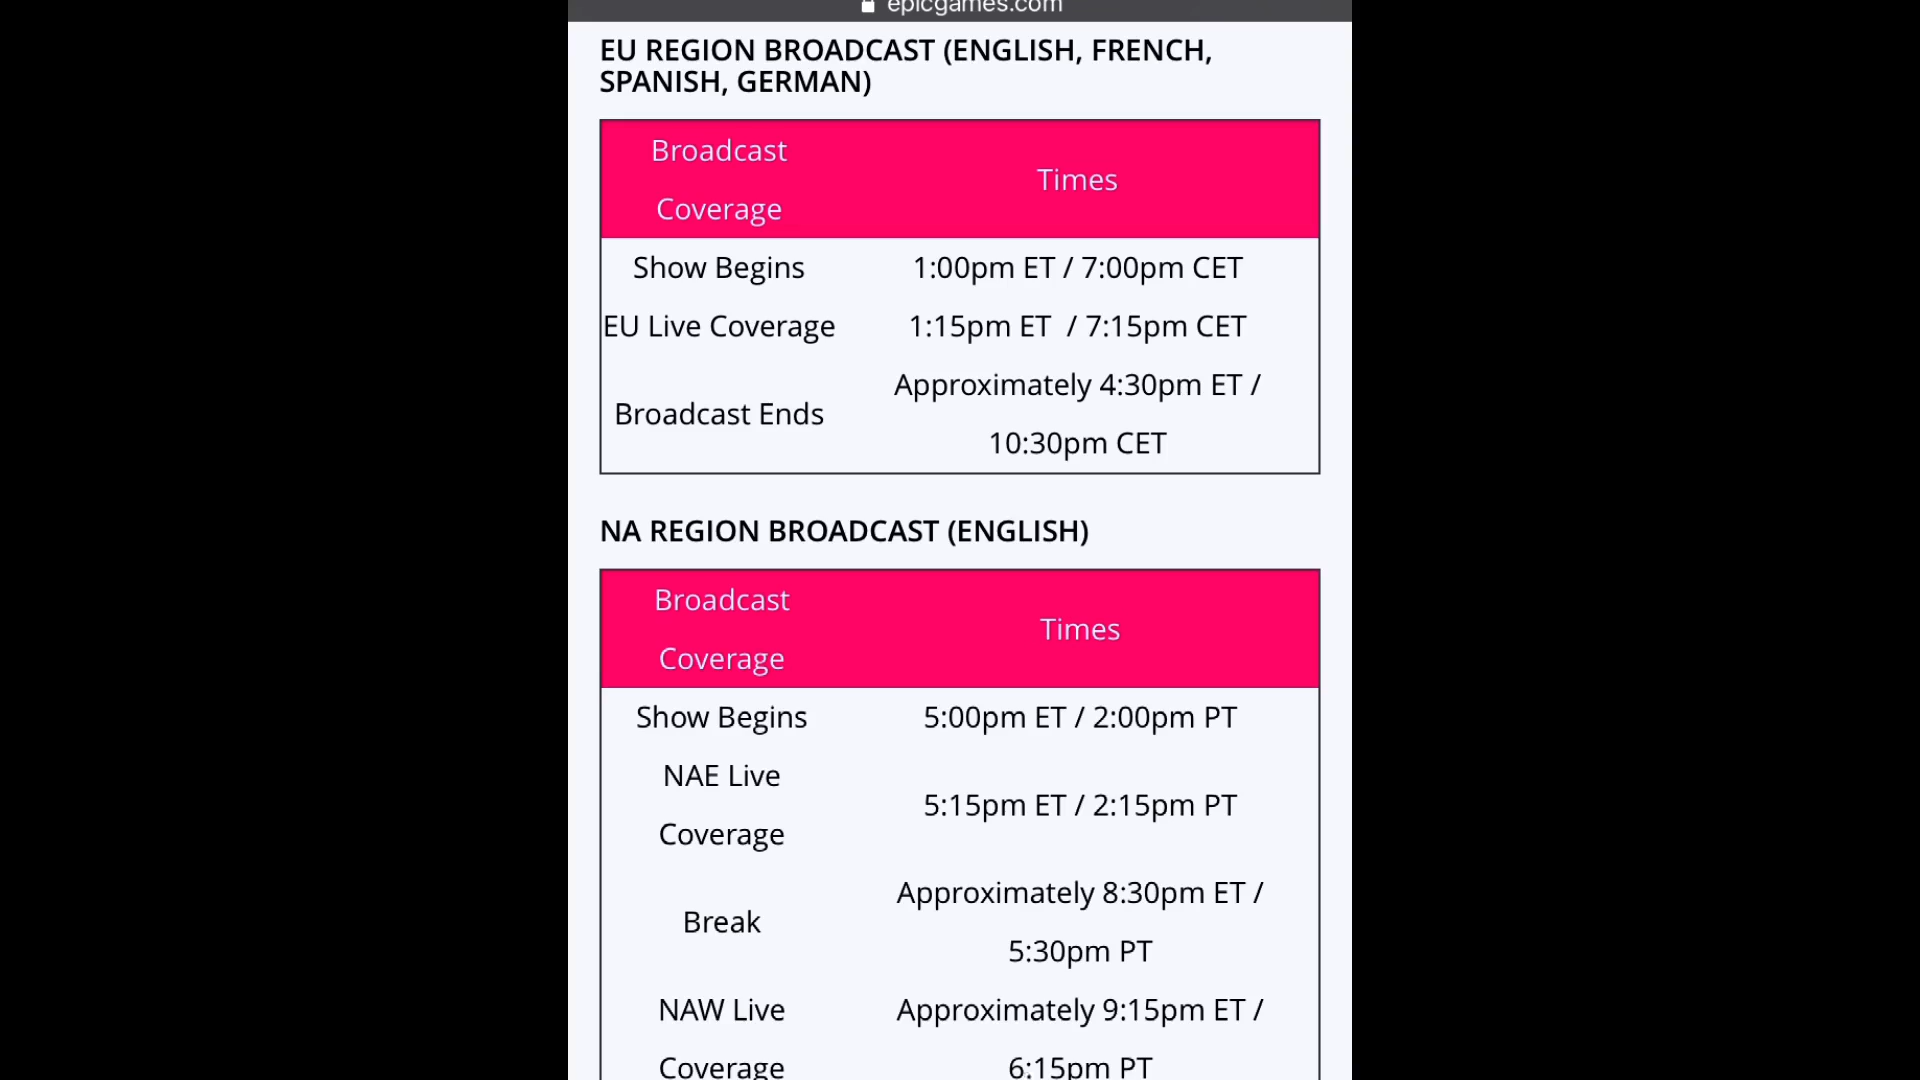 epicgames.com
EU REGION BROADCAST (ENGLISH, FRENCH,
SPANISH, GERMAN)
Broadcast
Coverage
Times
Show Begins 1:00pm ET / 7:00pm CET
EU Live Coverage 1:15pm ET / 7:15pm CET
Broadcast Ends
Approximately 4:30pm ET /
10:30pm CET
NA REGION BROADCAST (ENGLISH)
Broadcast
Coverage
Times
Show Begins 5:00pm ET / 2:00pm PT
NAE Live
Coverage
5:15pm ET / 2:15pm PT
Break
Approximately 8:30pm ET /
5:30pm PT
NAW Live
Coverage
Approximately 9:15pm ET /
6:15pm PT